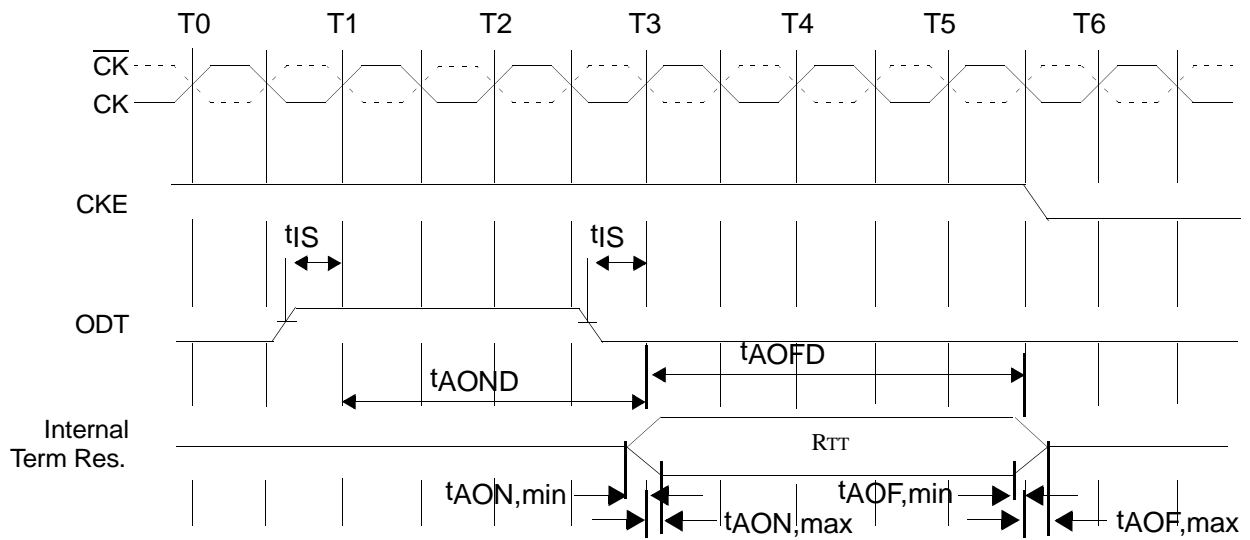 T0 T1 T2 T3 T4 T5 T6
CK
CK
CKE
tIS tIS
ODT
tAOFD
tAOND
Internal
Term Res.
RTT
tAON,min tAOF,min
tAON,max tAOF,max